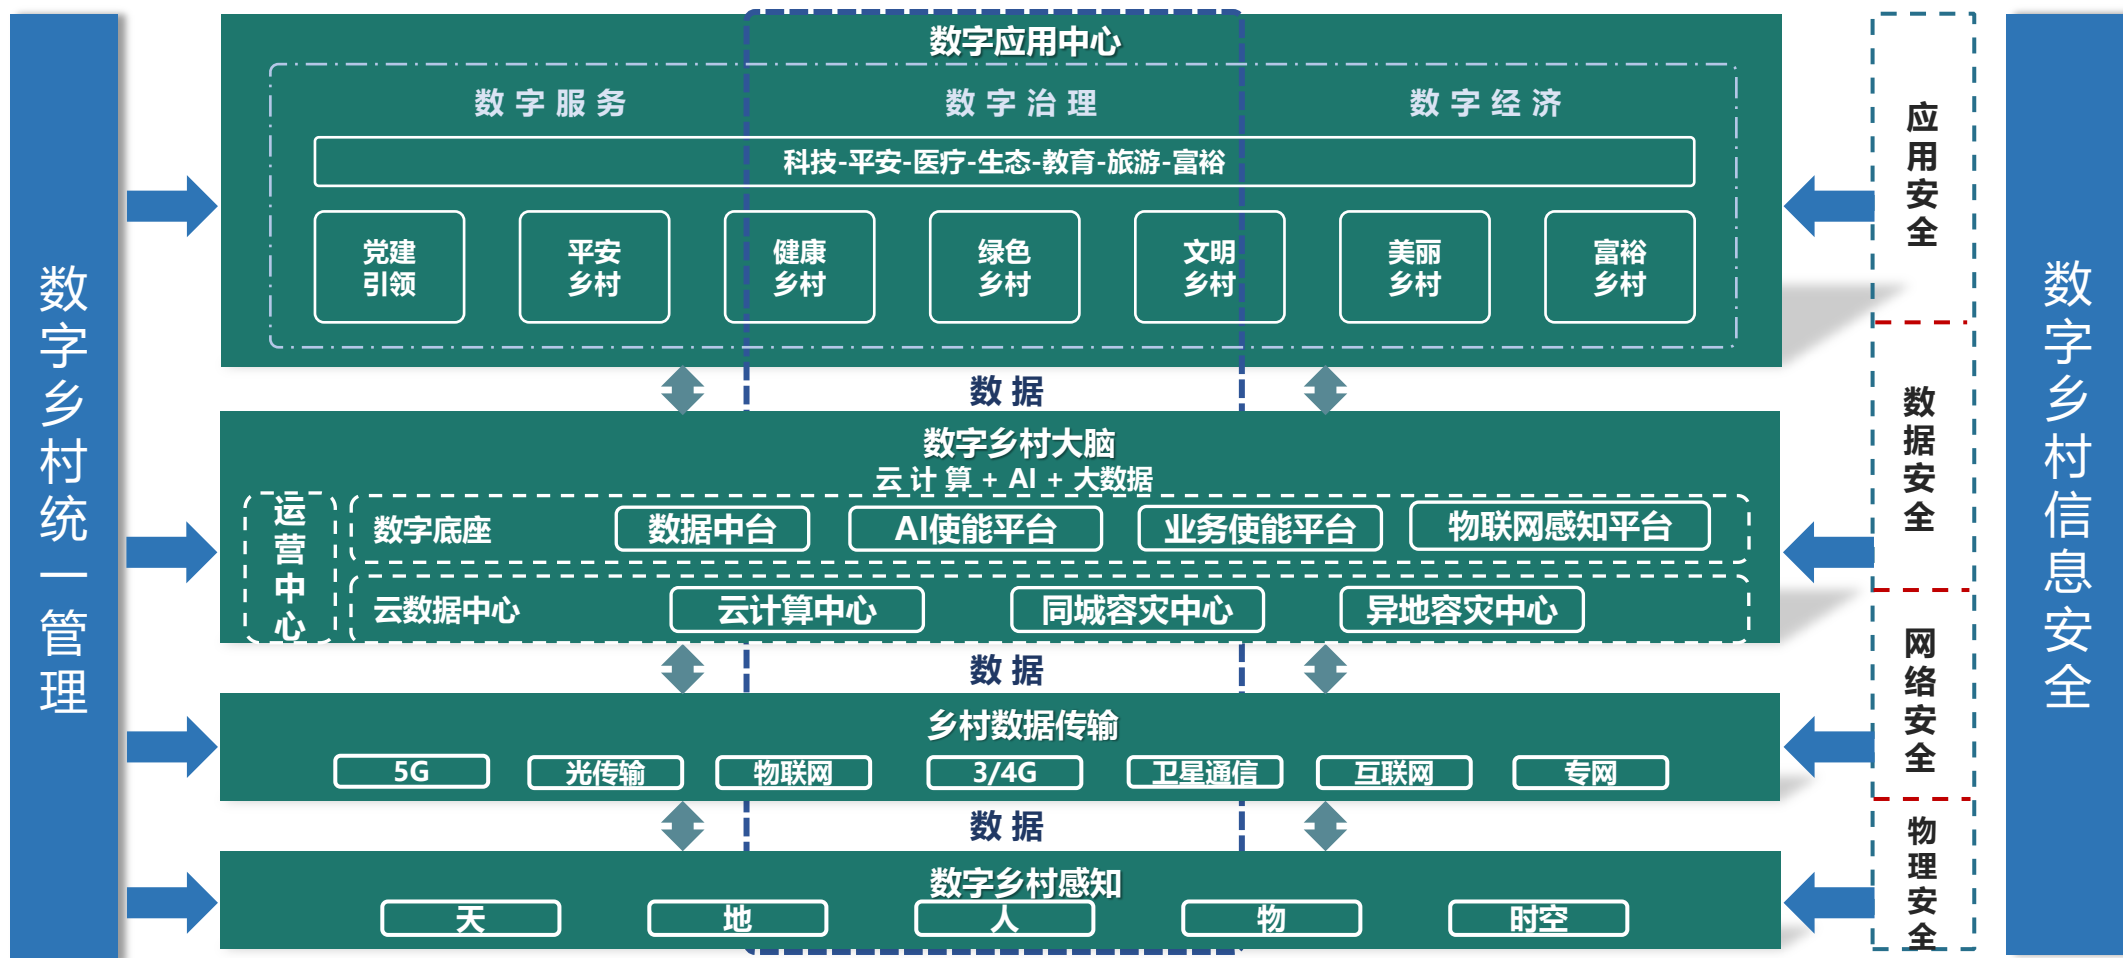 数字乡村统一管理
数字应用中心
数字服务
数字治理
数字经济
科技-平安-医疗-生态-教育-旅游-富裕
党建
引领
平安
乡村
健康
乡村
绿色
乡村
文明
乡村
美丽
乡村
富裕
乡村
数据
数字乡村大脑
云计算 + AI + 大数据
运营中心
数字底座
数据中台
AI使能平台
业务使能平台
物联网感知平台
云数据中心
云计算中心
同城容灾中心
异地容灾中心
数据
乡村数据传输
5G
光传输
物联网
3/4G
卫星通信
互联网
专网
数据
数字乡村感知
天
地
人
物
时空
应用安全
数据安全
网络安全
物理安全
数字乡村信息安全